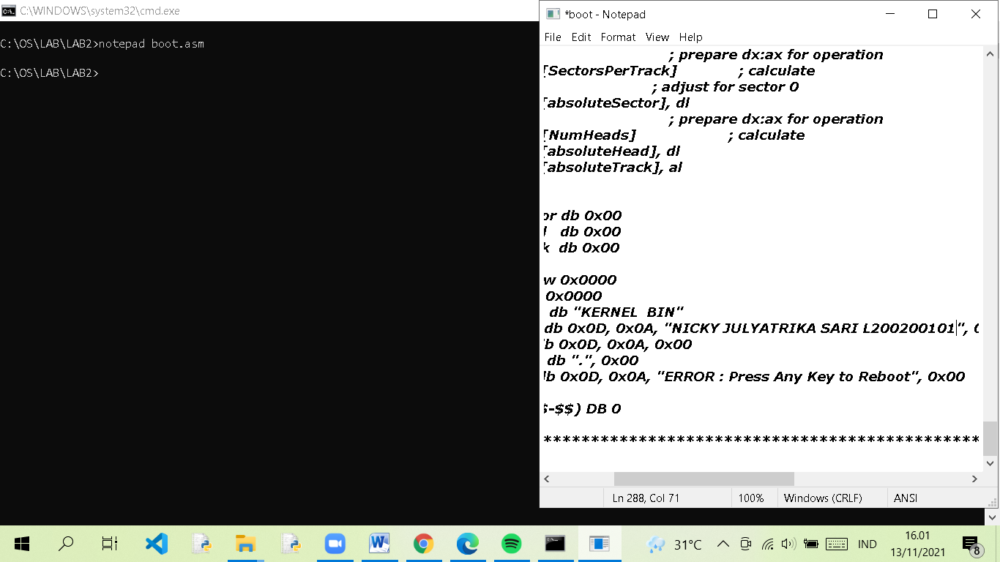 C:\WINDOWS\system32\cmd.exe
C:\OS\LAB\LAB2>notepad boot.asm
C:\OS\LAB\LAB2>
*boot - Notepad
File Edit Format View Help
; prepare dx:ax for operation
[SectorsPerTrack] ; calculate
; adjust for sector 0
[absoluteSector], dl
; prepare dx:ax for operation
[NumHeads] ; calculate
[absoluteHead], dl
[absoluteTrack], al
or db 0x00
db 0x00
k db 0x00
w 0x0000
0x0000
db "KERNEL  BIN"
db 0x0D, 0x0A, "NICKY JULYATRIKA SARI L200200101", 0
b 0x0D, 0x0A, 0x00
db ".", 0x00
db 0x0D, 0x0A, "ERROR : Press Any Key to Reboot", 0x00
$-$$) DB 0
**********************************************
Ln 288, Col 71 100% Windows (CRLF) ANSI
31°C IND 16.01
13/11/2021
8